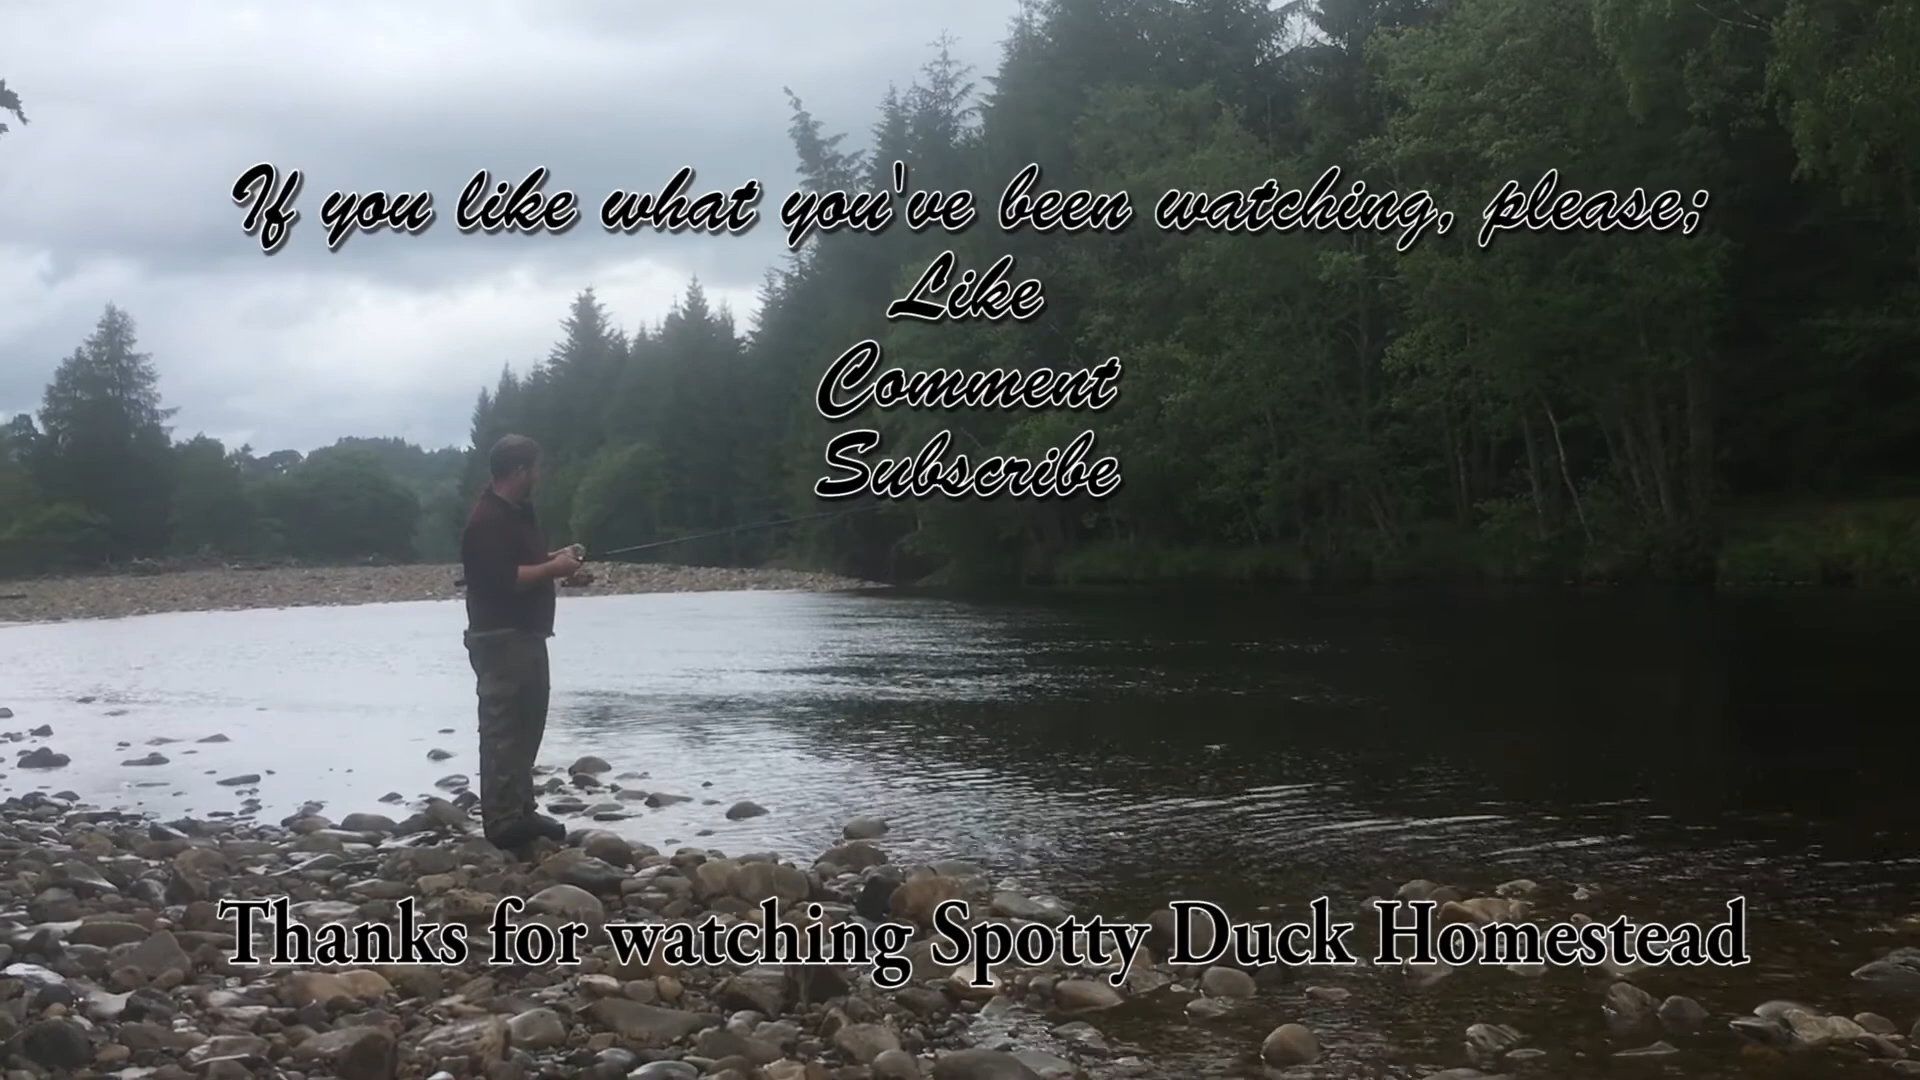 If you like what you've been watching, please;
Like
Comment
Subscribe
Thanks for watching Spotty Duck Homestead